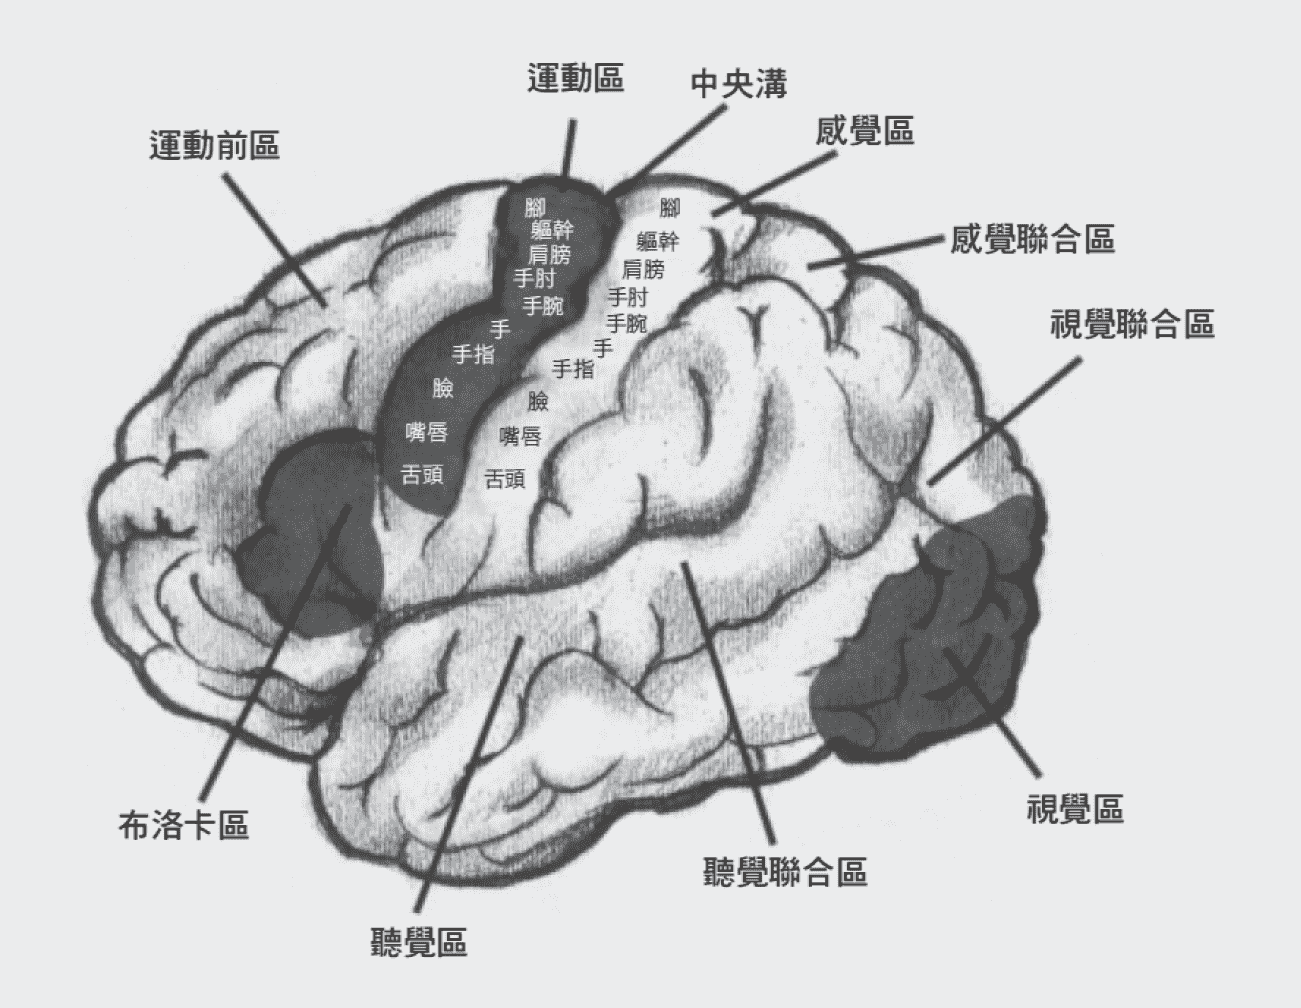 運動區
中央溝
感覺區
運動前區
感覺聯合區
視覺聯合區
腳
軀幹
肩膀
手肘
手腕
手
手指
臉
嘴唇
舌頭
腳
軀幹
肩膀
手肘
手腕
手
手指
臉
嘴唇
舌頭
布洛卡區
視覺區
聽覺聯合區
聽覺區